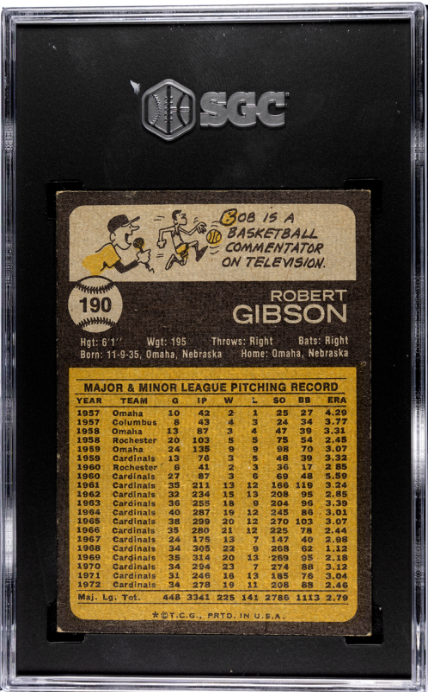 SGC
BOB IS A
BASKETBALL
COMMENTATOR
ON TELEVISION.
190
ROBERT
GIBSON
Hgt: 6'1" Wgt: 195 Throws: Right Bats: Right
Born: 11-9-35, Omaha, Nebraska Home: Omaha, Nebraska
MAJOR & MINOR LEAGUE PITCHING RECORD
YEAR TEAM G IP W L SO BB ERA
1957 Omaha 10 42 2 1 25 27 4.29
1957 Columbus 8 43 4 3 24 34 3.77
1958 Omaha 13 87 3 4 47 39 3.31
1958 Rochester 20 103 5 5 75 54 2.45
1959 Omaha 24 135 9 9 98 70 3.07
1959 Cardinals 13 76 3 5 48 39 3.32
1960 Rochester 6 41 2 3 36 17 2.85
1960 Cardinals 27 87 3 6 69 48 5.59
1961 Cardinals 35 211 13 12 166 119 3.24
1962 Cardinals 32 234 15 13 208 95 2.85
1963 Cardinals 36 255 18 9 204 96 3.39
1964 Cardinals 40 287 19 12 245 86 3.01
1965 Cardinals 38 299 20 12 270 103 3.07
1966 Cardinals 35 280 21 12 225 78 2.44
1967 Cardinals 24 175 13 7 147 40 2.98
1968 Cardinals 34 305 22 9 268 62 1.12
1969 Cardinals 35 314 20 13 269 95 2.18
1970 Cardinals 34 294 23 7 274 88 3.12
1971 Cardinals 31 246 16 13 185 76 3.04
1972 Cardinals 34 278 19 11 208 88 2.46
Maj. Lg. Tot. 448 3341 225 141 2786 1113 2.79
*©T.C.G., PRTD. IN U.S.A.